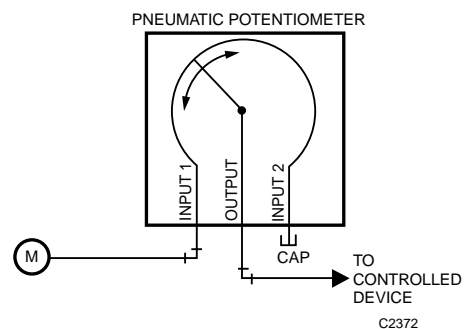 PNEUMATIC POTENTIOMETER
INPUT 1
OUTPUT
INPUT 2
M
CAP
TO
CONTROLLED
DEVICE
C2372